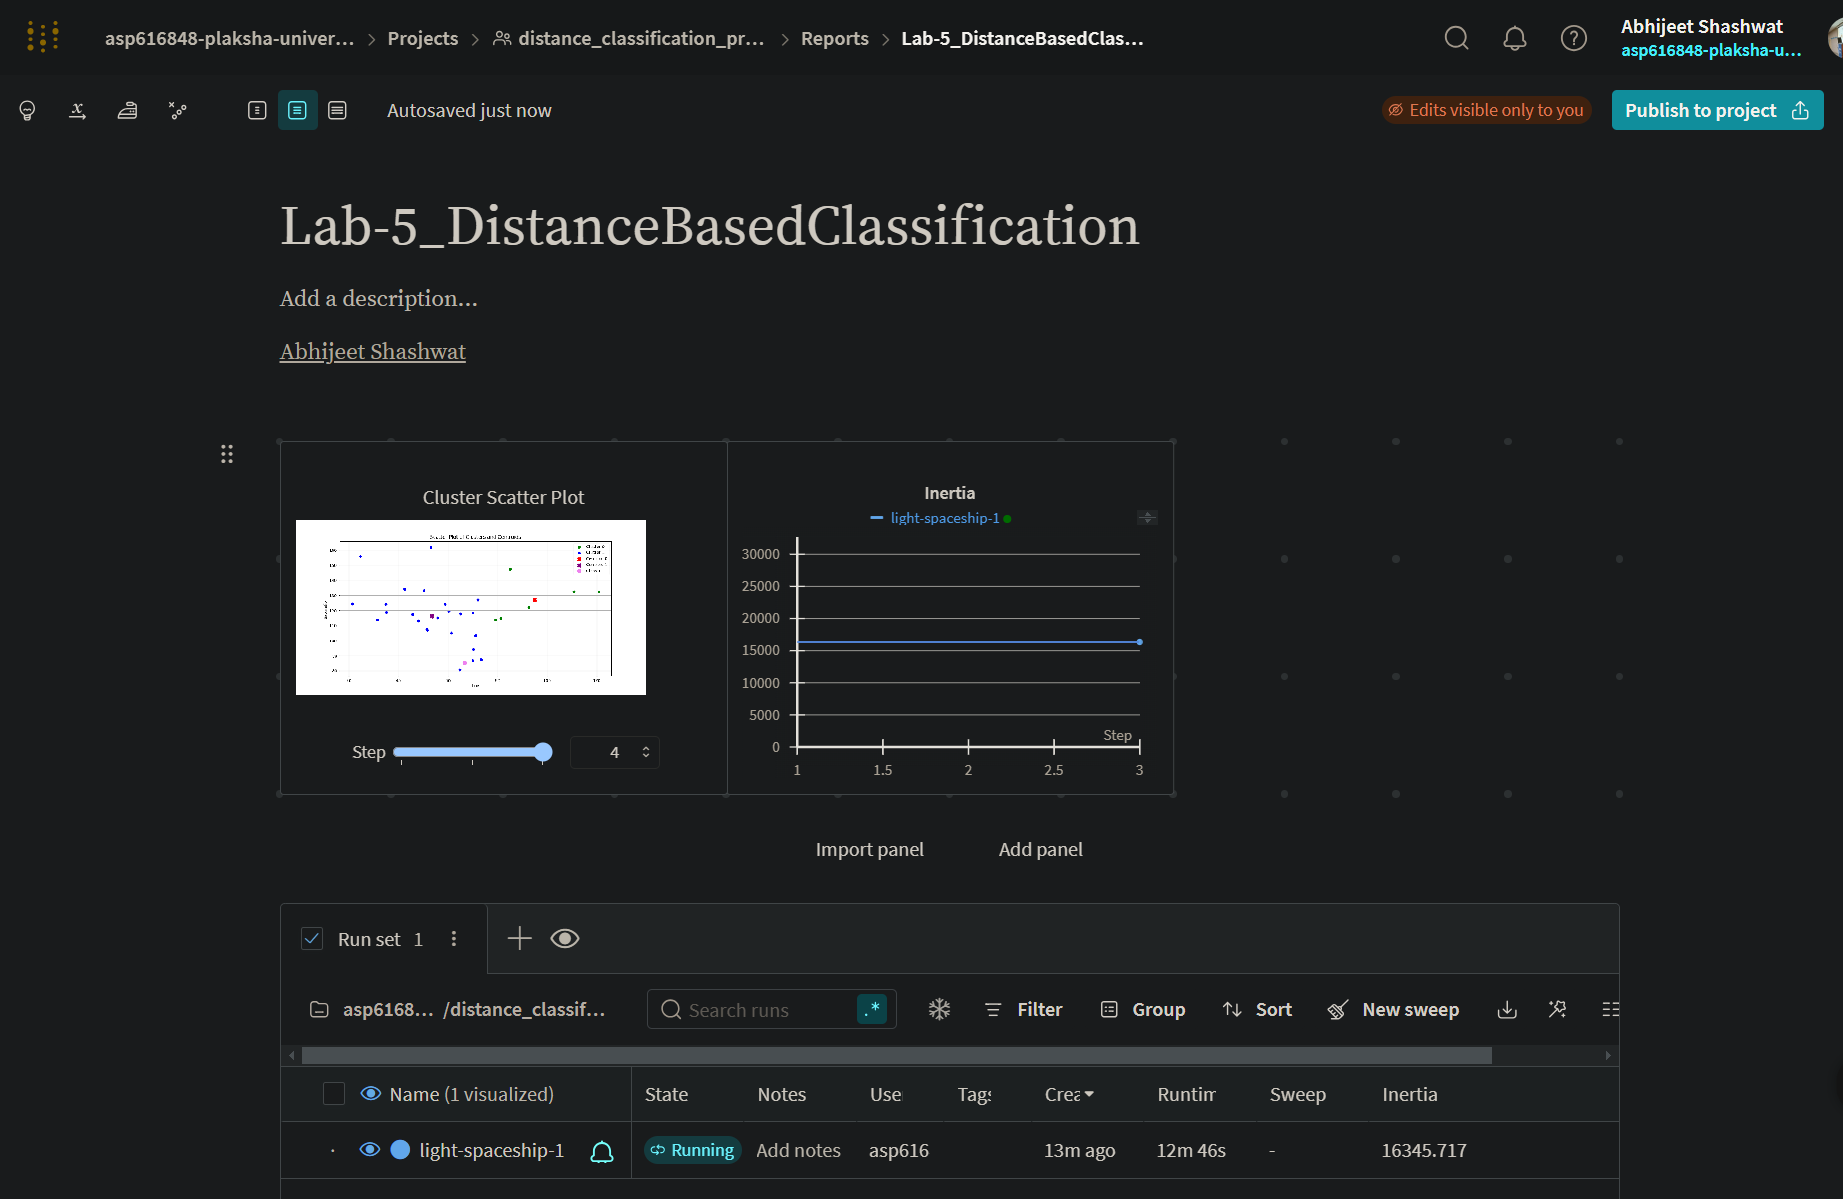 asp616848-plaksha-univer... > Projects > distance_classification_pr... > Reports > Lab-5_DistanceBasedClas...
Abhijeet Shashwat
asp616848-plaksha-u...
Autosaved just now
Edits visible only to you
Publish to project
Lab-5_DistanceBasedClassification
Add a description...
Abhijeet Shashwat
Cluster Scatter Plot
Step
4
Inertia
light-spaceship-1
30000
25000
20000
15000
10000
5000
0
Step
1 1.5 2 2.5 3
Import panel
Add panel
Run set 1
asp6168... /distance_classif...
Search runs
.*
Filter
Group
Sort
New sweep
Name (1 visualized) State Notes Use Tags Crea Runtim Sweep Inertia
light-spaceship-1 Running Add notes asp616 13m ago 12m 46s - 16345.717